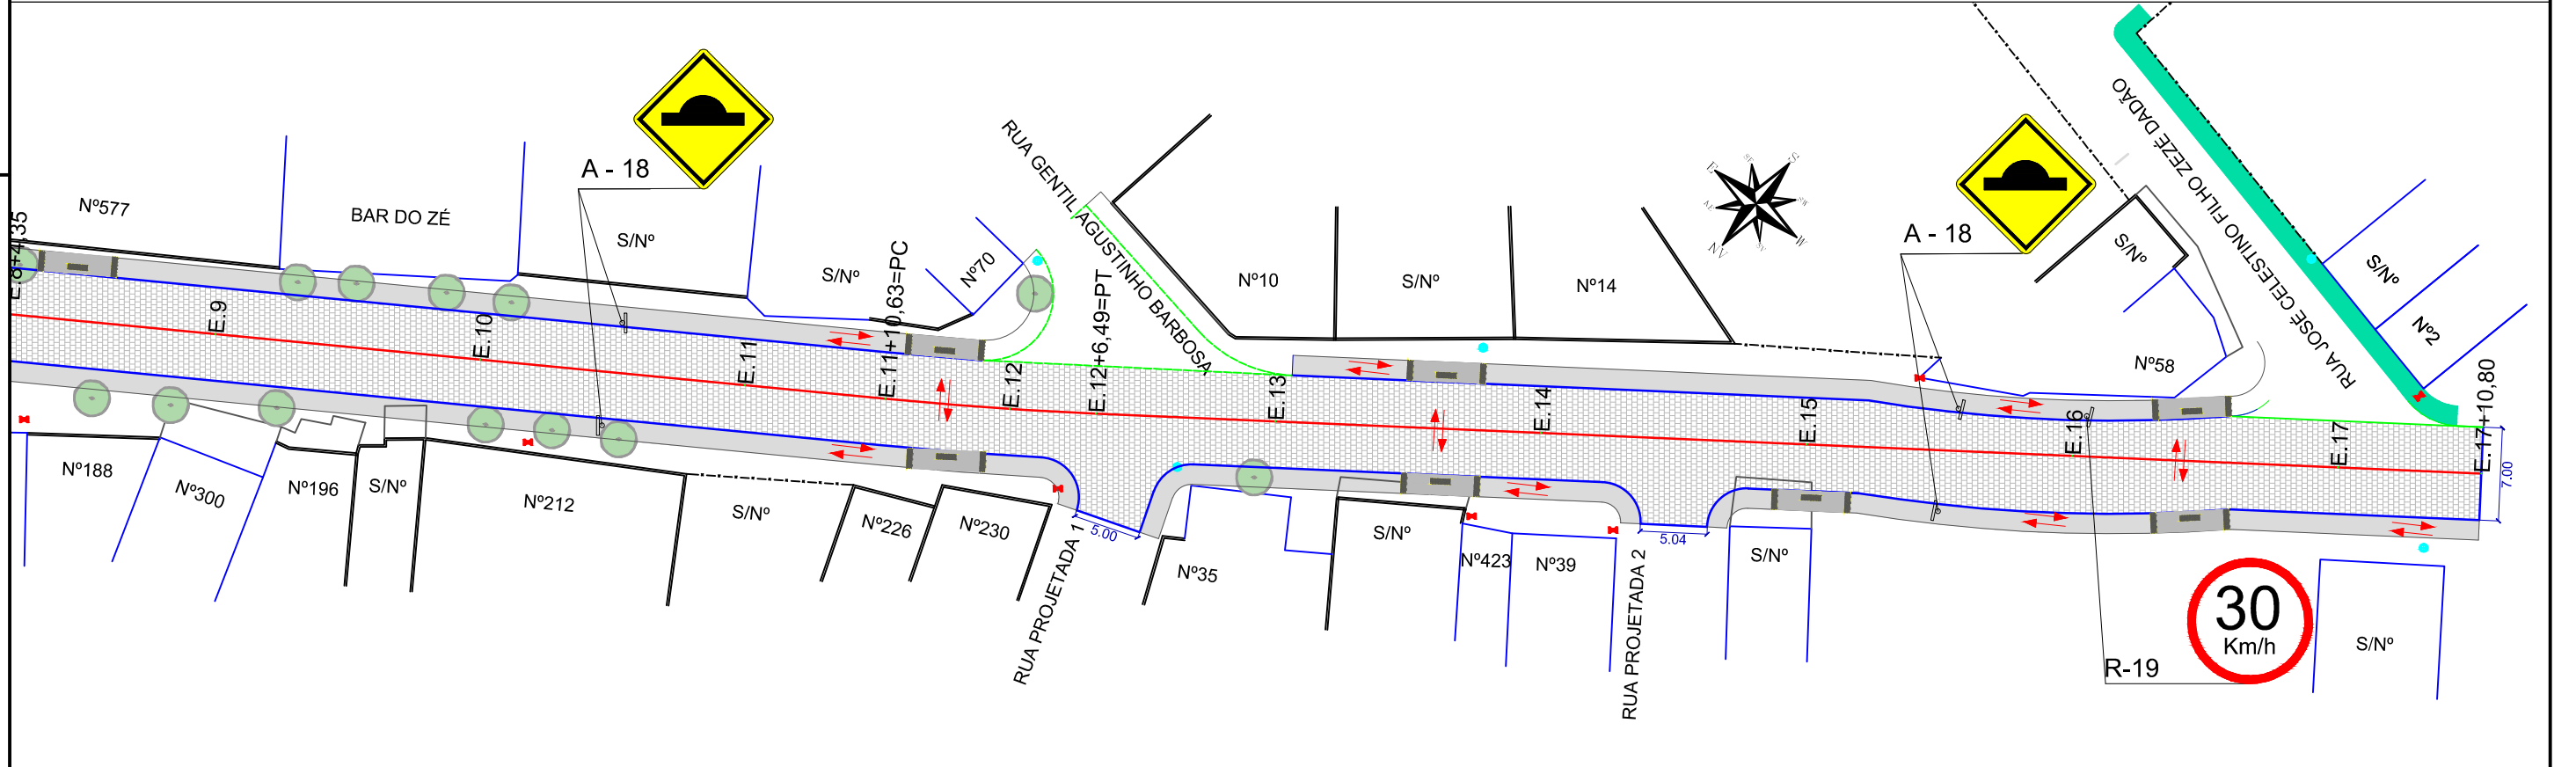 A - 18
Nº577
BAR DO ZÉ
S/Nº
S/Nº
Nº70
RUA GENTIL AGUSTINHO BARBOSA
Nº10
S/Nº
Nº14
A - 18
S/Nº
RUA JOSÉ CELESTINO FILHO ZEZÉ DADÃO
S/Nº
Nº2
Nº58
E.8+4,35
E.9
E.10
E.11
E.11+10,63=PC
E.12
E.12+6,49=PT
E.13
E.14
E.15
E.16
E.17
E.17+10,80
7.00
Nº188
Nº300
Nº196
S/Nº
Nº212
S/Nº
Nº226
Nº230
RUA PROJETADA 1
5.00
Nº35
S/Nº
Nº423
Nº39
RUA PROJETADA 2
5.04
S/Nº
R-19
30
Km/h
S/Nº